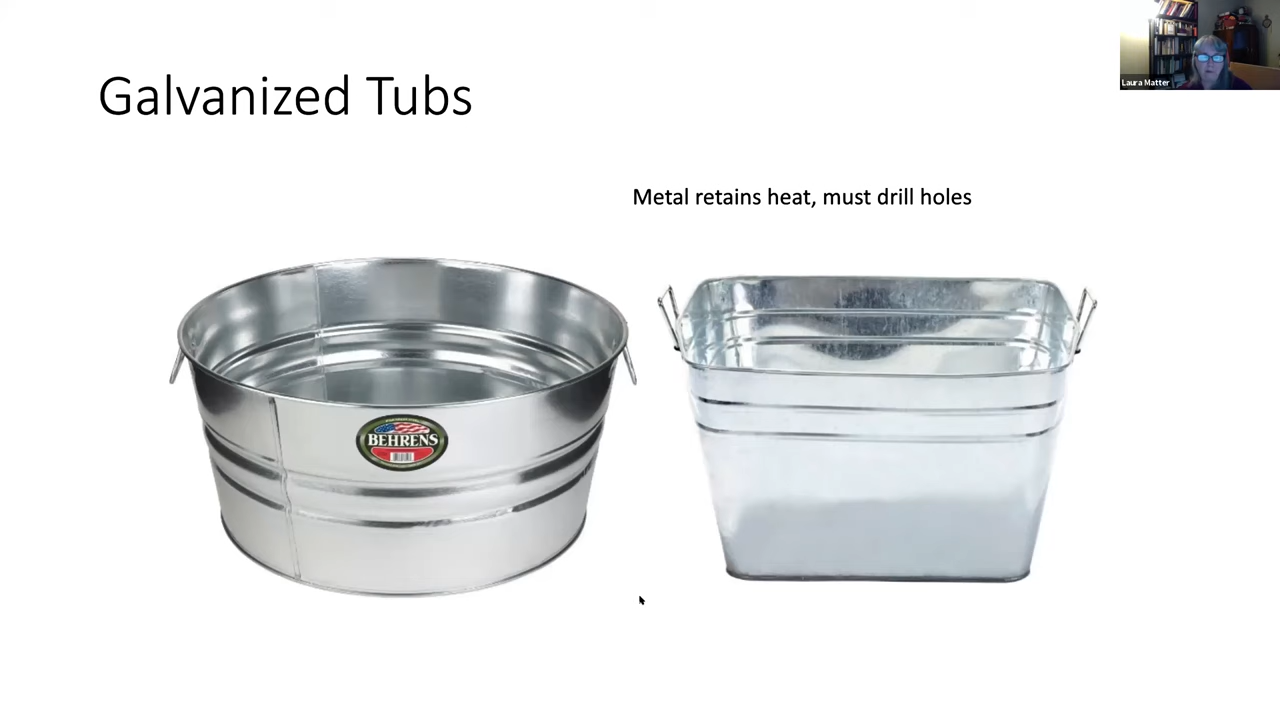 Galvanized Tubs
Laura Matter
Metal retains heat, must drill holes
BEHRENS